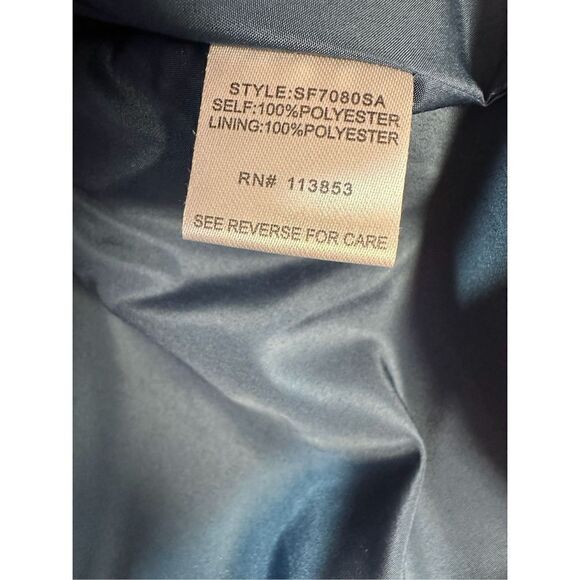 STYLE:SF7080SA
SELF:100%POLYESTER
LINING:100%POLYESTER
RN# 113853
SEE REVERSE FOR CARE